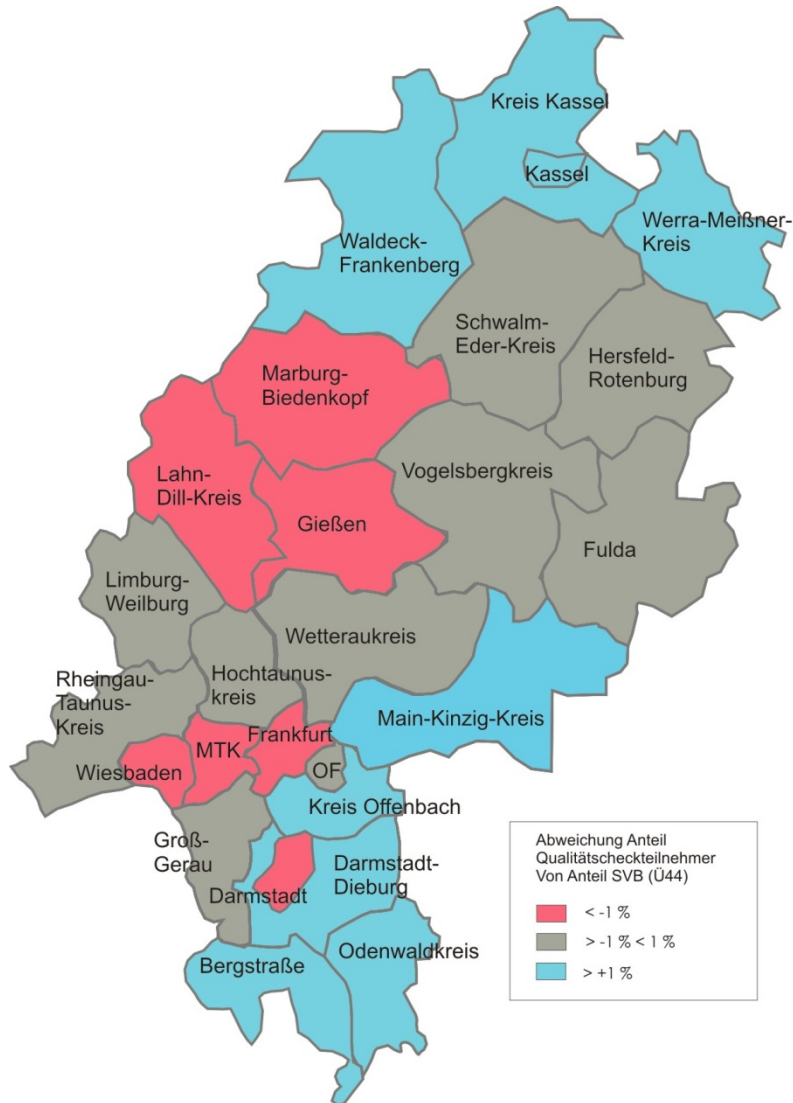 Kreis Kassel
Kassel
Werra-Meißner-
Kreis
Waldeck-
Frankenberg
Schwalm-
Eder-Kreis
Hersfeld-
Rotenburg
Marburg-
Biedenkopf
Lahn-
Dill-Kreis
Vogelsbergkreis
Gießen
Fulda
Limburg-
Weilburg
Wetteraukreis
Hochtaunus-
kreis
Rheingau-
Taunus-
Kreis
Main-Kinzig-Kreis
Frankfurt
MTK
Wiesbaden
OF
Kreis Offenbach
Groß-
Gerau
Darmstadt-
Dieburg
Darmstadt
Odenwaldkreis
Bergstraße
Abweichung Anteil
Qualitätscheckteilnehmer
Von Anteil SVB (Ü44)
< -1 %
> -1 % < 1 %
> +1 %